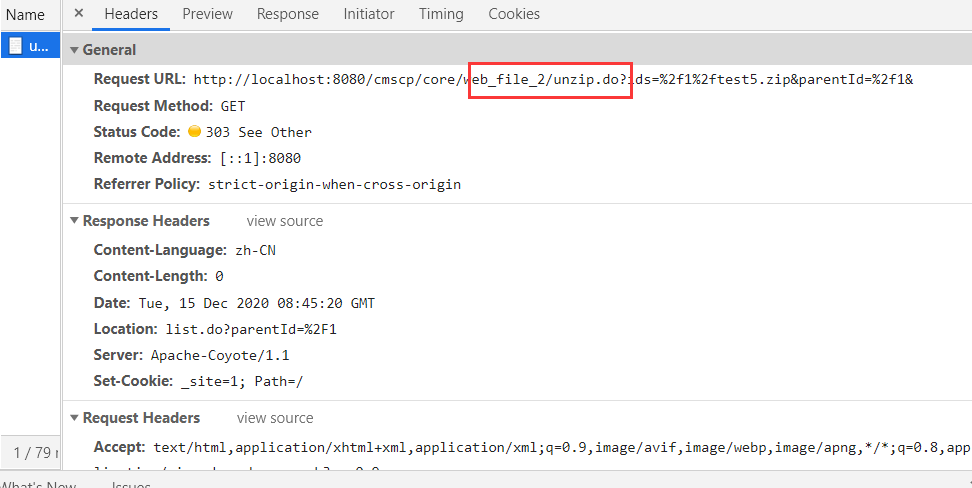 Name × Headers Preview Response Initiator Timing Cookies
u...
General
Request URL: http://localhost:8080/cmscp/core/web_file_2/unzip.do?ids=%2f1%2ftest5.zip&parentId=%2f1&
Request Method: GET
Status Code: 303 See Other
Remote Address: [::1]:8080
Referrer Policy: strict-origin-when-cross-origin
Response Headers view source
Content-Language: zh-CN
Content-Length: 0
Date: Tue, 15 Dec 2020 08:45:20 GMT
Location: list.do?parentId=%2F1
Server: Apache-Coyote/1.1
Set-Cookie: _site=1; Path=/
Request Headers view source
Accept: text/html,application/xhtml+xml,application/xml;q=0.9,image/avif,image/webp,image/apng,*/*;q=0.8,app
1 / 79 r
What's New Issues